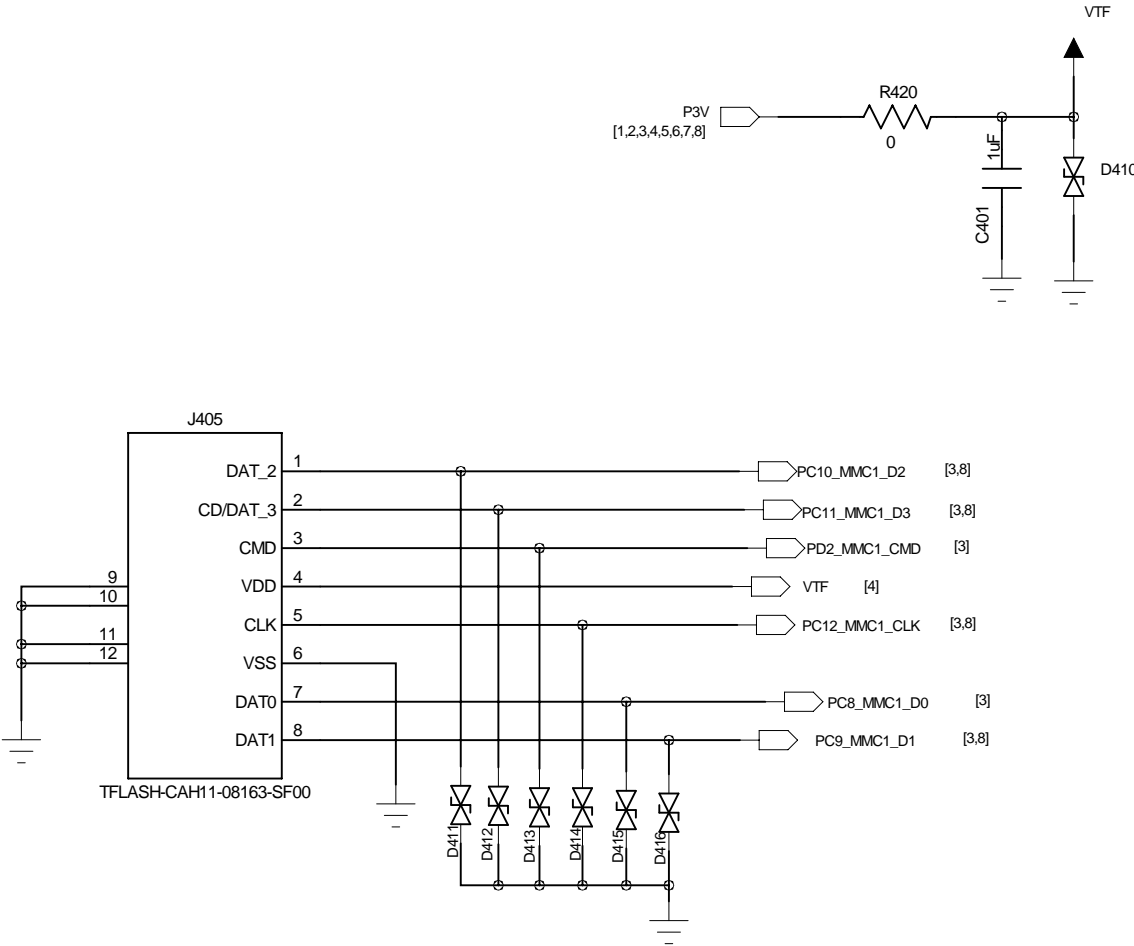 VTF
R420
P3V
[1,2,3,4,5,6,7,8]
0
1uF
D410
C401
J405
DAT_2 1 PC10_MMC1_D2 [3,8]
CD/DAT_3 2 PC11_MMC1_D3 [3,8]
CMD 3 PD2_MMC1_CMD [3]
9 VDD 4 VTF [4]
10
CLK 5 PC12_MMC1_CLK [3,8]
11
12 VSS 6
DAT0 7 PC8_MMC1_D0 [3]
DAT1 8 PC9_MMC1_D1 [3,8]
TFLASH-CAH11-08163-SF00
D411 D412 D413 D414 D415 D416